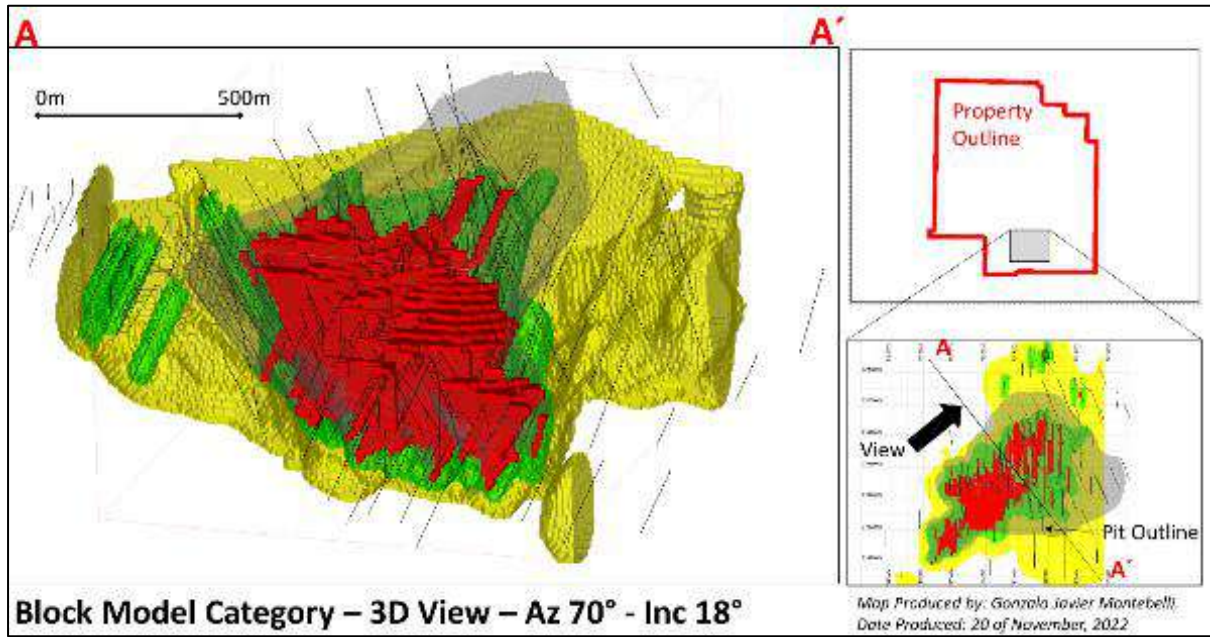 A
A´
0m
500m
Property
Outline
A
View
Pit Outline
A´
Block Model Category – 3D View – Az 70° - Inc 18°
Map Produced by: Gonzalo Javier Montebelli,
Date Produced: 20 of November, 2022